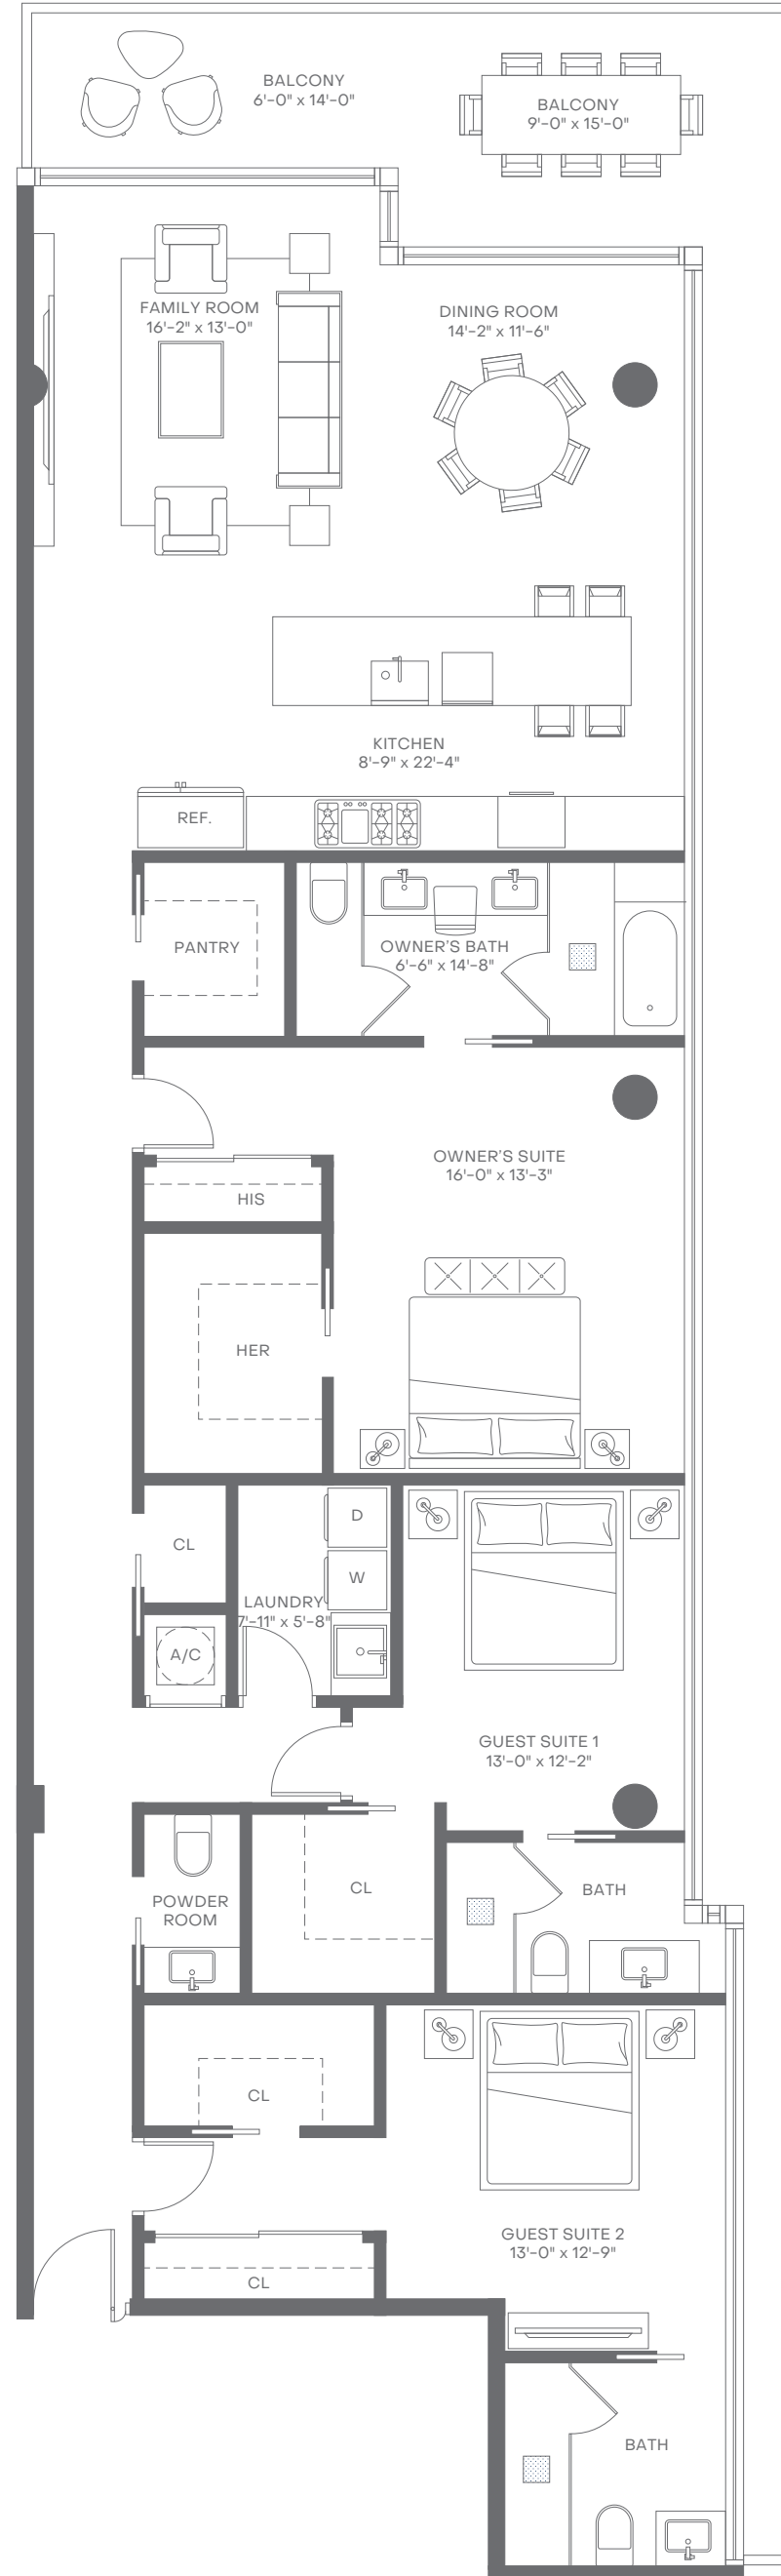 BALCONY
6'-0" x 14'-0"
BALCONY
9'-0" x 15'-0"
FAMILY ROOM
16'-2" x 13'-0"
DINING ROOM
14'-2" x 11'-6"
KITCHEN
8'-9" x 22'-4"
REF.
PANTRY
OWNER'S BATH
6'-6" x 14'-8"
OWNER'S SUITE
16'-0" x 13'-3"
HIS
HER
CL
D
W
LAUNDRY
7'-11" x 5'-8"
A/C
GUEST SUITE 1
13'-0" x 12'-2"
POWDER
ROOM
CL
BATH
CL
GUEST SUITE 2
13'-0" x 12'-9"
CL
BATH